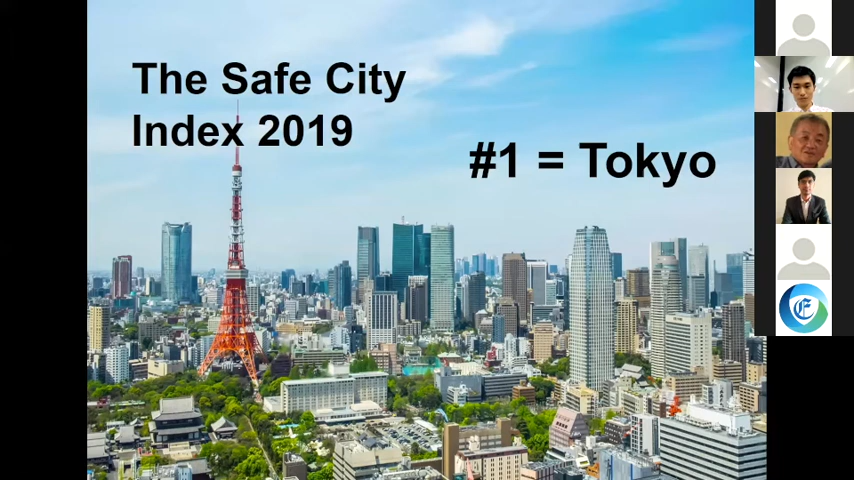 The Safe City
Index 2019
#1 = Tokyo
E